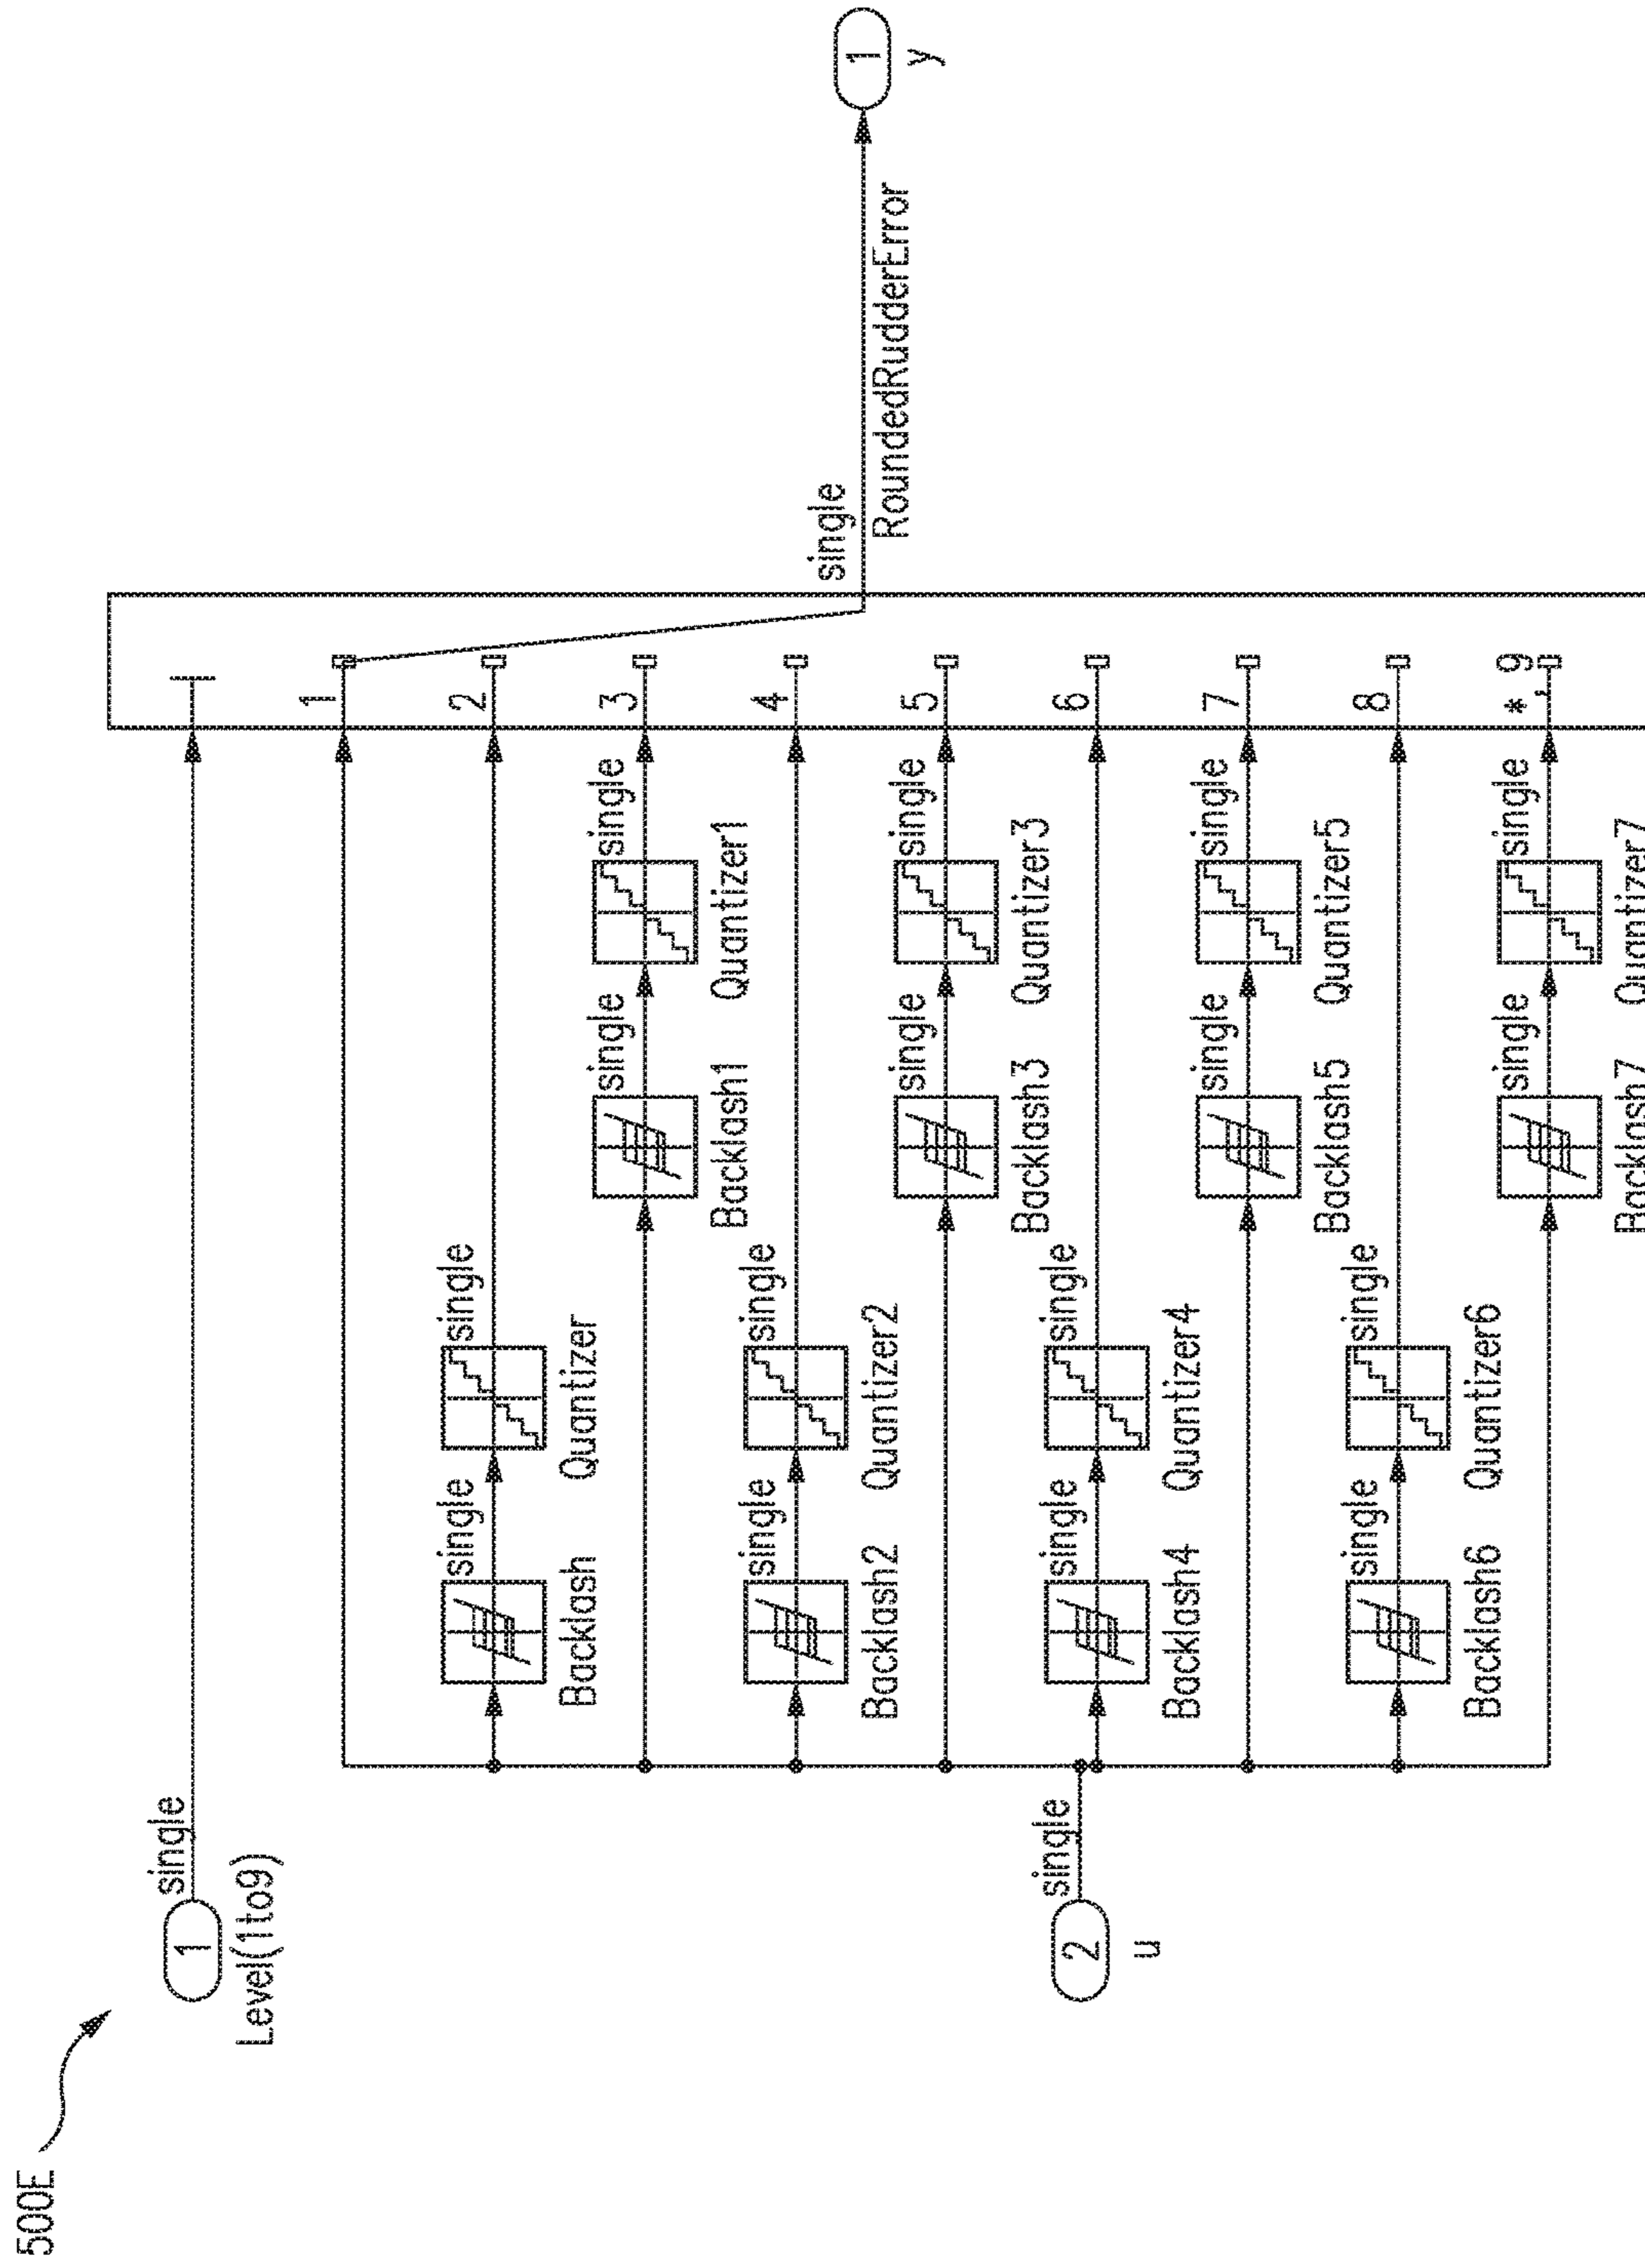 500E
1
Level(1to9)
single
2
u
single
Backlash
single
Quantizer
single
Backlash1
single
Quantizer1
single
Backlash2
single
Quantizer2
single
Backlash3
single
Quantizer3
single
Backlash4
single
Quantizer4
single
Backlash5
single
Quantizer5
single
Backlash6
single
Quantizer6
single
Backlash7
single
Quantizer7
single
1
2
3
4
5
6
7
8
*, 9
single
RoundedRudderError
1
y